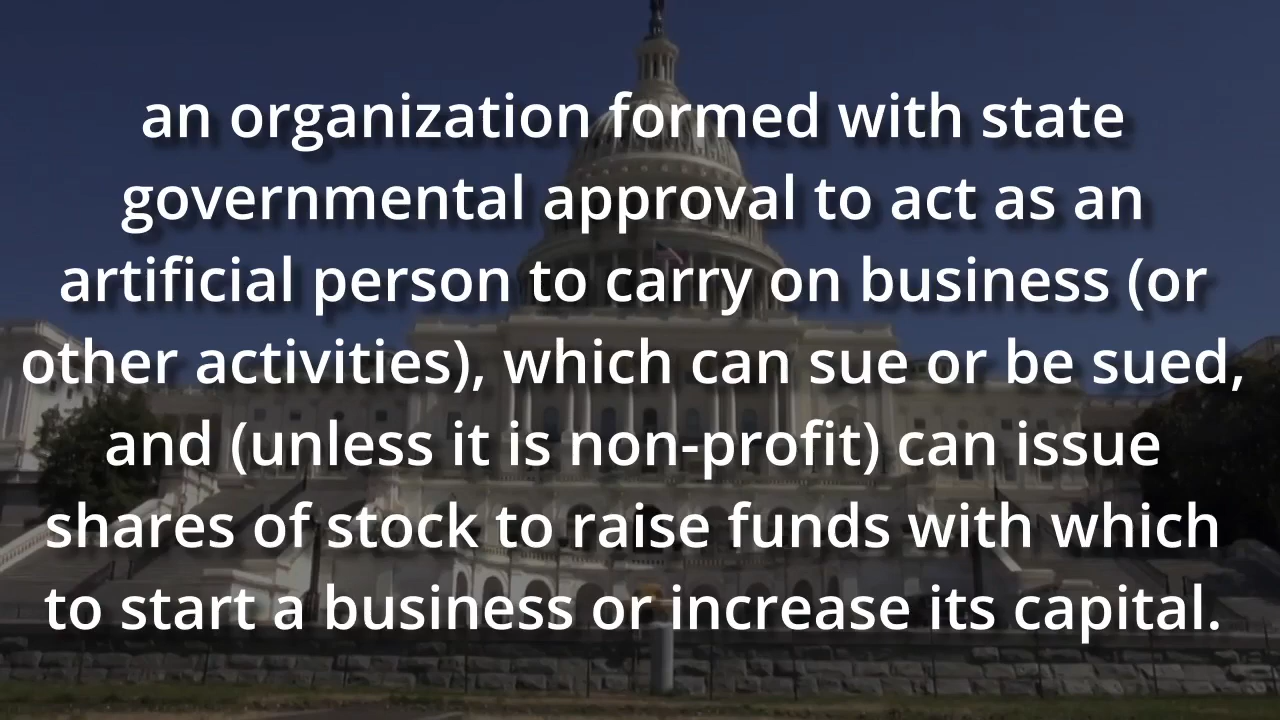 an organization formed with state
governmental approval to act as an
artificial person to carry on business (or
other activities), which can sue or be sued,
and (unless it is non-profit) can issue
shares of stock to raise funds with which
to start a business or increase its capital.